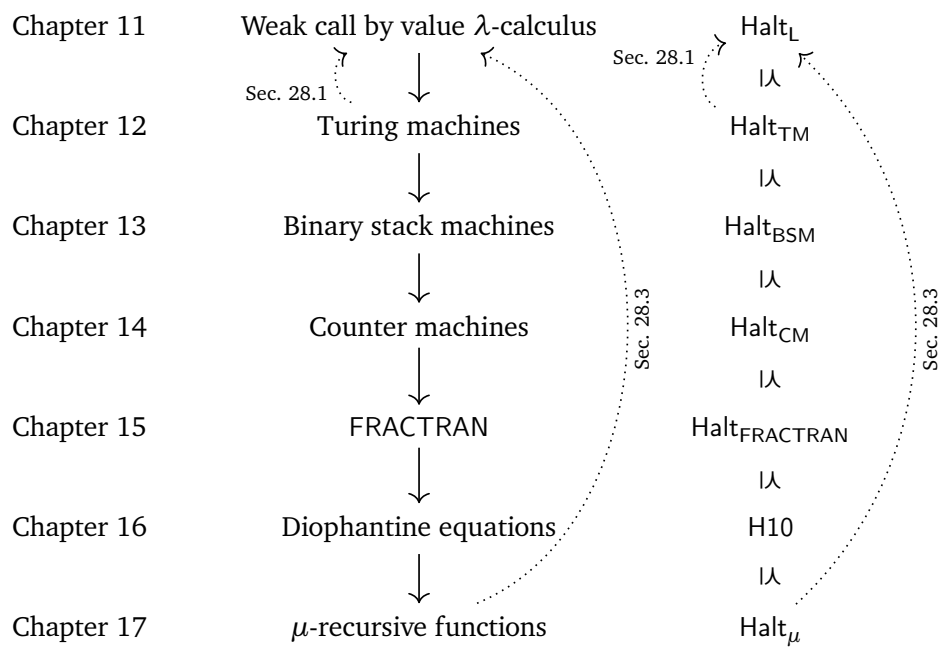 Chapter 11 Weak call by value λ-calculus Halt_L
Sec. 28.1 Sec. 28.1 ⪯
Chapter 12 Turing machines Halt_TM
⪯
Chapter 13 Binary stack machines Halt_BSM
⪯
Sec. 28.3 Sec. 28.3
Chapter 14 Counter machines Halt_CM
⪯
Chapter 15 FRACTRAN Halt_FRACTRAN
⪯
Chapter 16 Diophantine equations H10
⪯
Chapter 17 μ-recursive functions Halt_μ